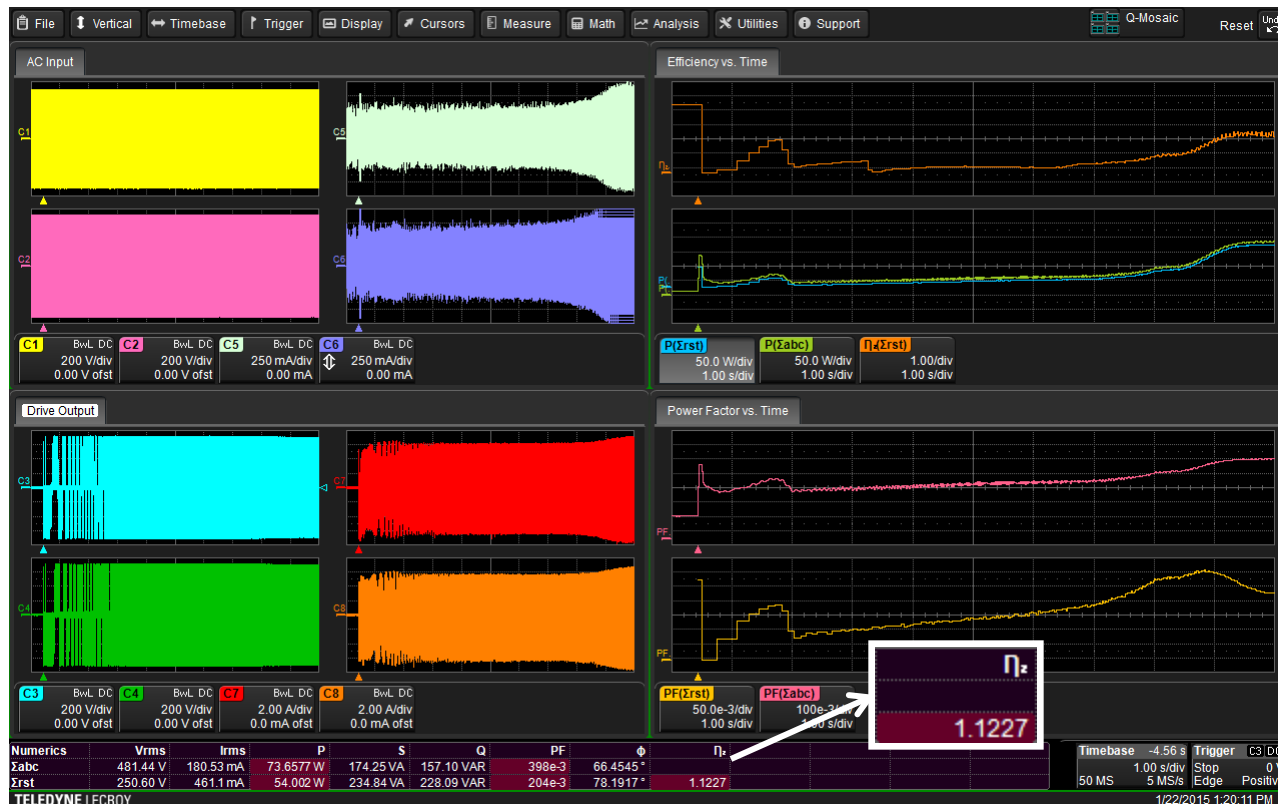 File Vertical Timebase Trigger Display Cursors Measure Math Analysis Utilities Support Q-Mosaic Reset
AC Input
C1
C5
C2
C6
C1 BwL DC C2 BwL DC C5 BwL DC C6 BwL DC
200 V/div 200 V/div 250 mA/div 250 mA/div
0.00 V ofst 0.00 V ofst 0.00 mA 0.00 mA
Efficiency vs. Time
P(Σrst) P(Σabc) η₂(Σrst)
50.0 W/div 50.0 W/div 1.00/div
1.00 s/div 1.00 s/div 1.00 s/div
Drive Output
C3
C7
C4
C8
C3 BwL DC C4 BwL DC C7 BwL DC C8 BwL DC
200 V/div 200 V/div 2.00 A/div 2.00 A/div
0.00 V ofst 0.00 V ofst 0.0 mA ofst 0.0 mA ofst
Power Factor vs. Time
PF
PF
PF(Σrst) PF(Σabc)
50.0e-3/div 100e-3/div
1.00 s/div 1.00 s/div
η₂
1.1227
Numerics Vrms Irms P S Q PF ϕ η₂
Σabc 481.44 V 180.53 mA 73.6577 W 174.25 VA 157.10 VAR 398e-3 66.4545 °
Σrst 250.60 V 461.1 mA 54.002 W 234.84 VA 228.09 VAR 204e-3 78.1917 ° 1.1227
Timebase -4.56 s Trigger C3 DC
1.00 s/div Stop 0
50 MS 5 MS/s Edge Positiv
TELEDYNE LECROY 1/22/2015 1:20:11 PM